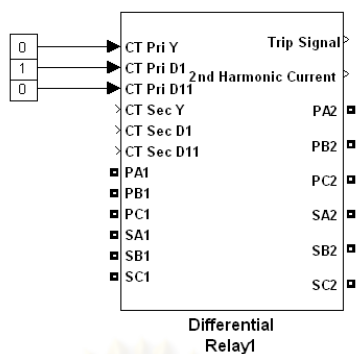 0
1
0
CT Pri Y
CT Pri D1
CT Pri D11
CT Sec Y
CT Sec D1
CT Sec D11
PA1
PB1
PC1
SA1
SB1
SC1
Trip Signal
2nd Harmonic Current
PA2
PB2
PC2
SA2
SB2
SC2
Differential
Relay1